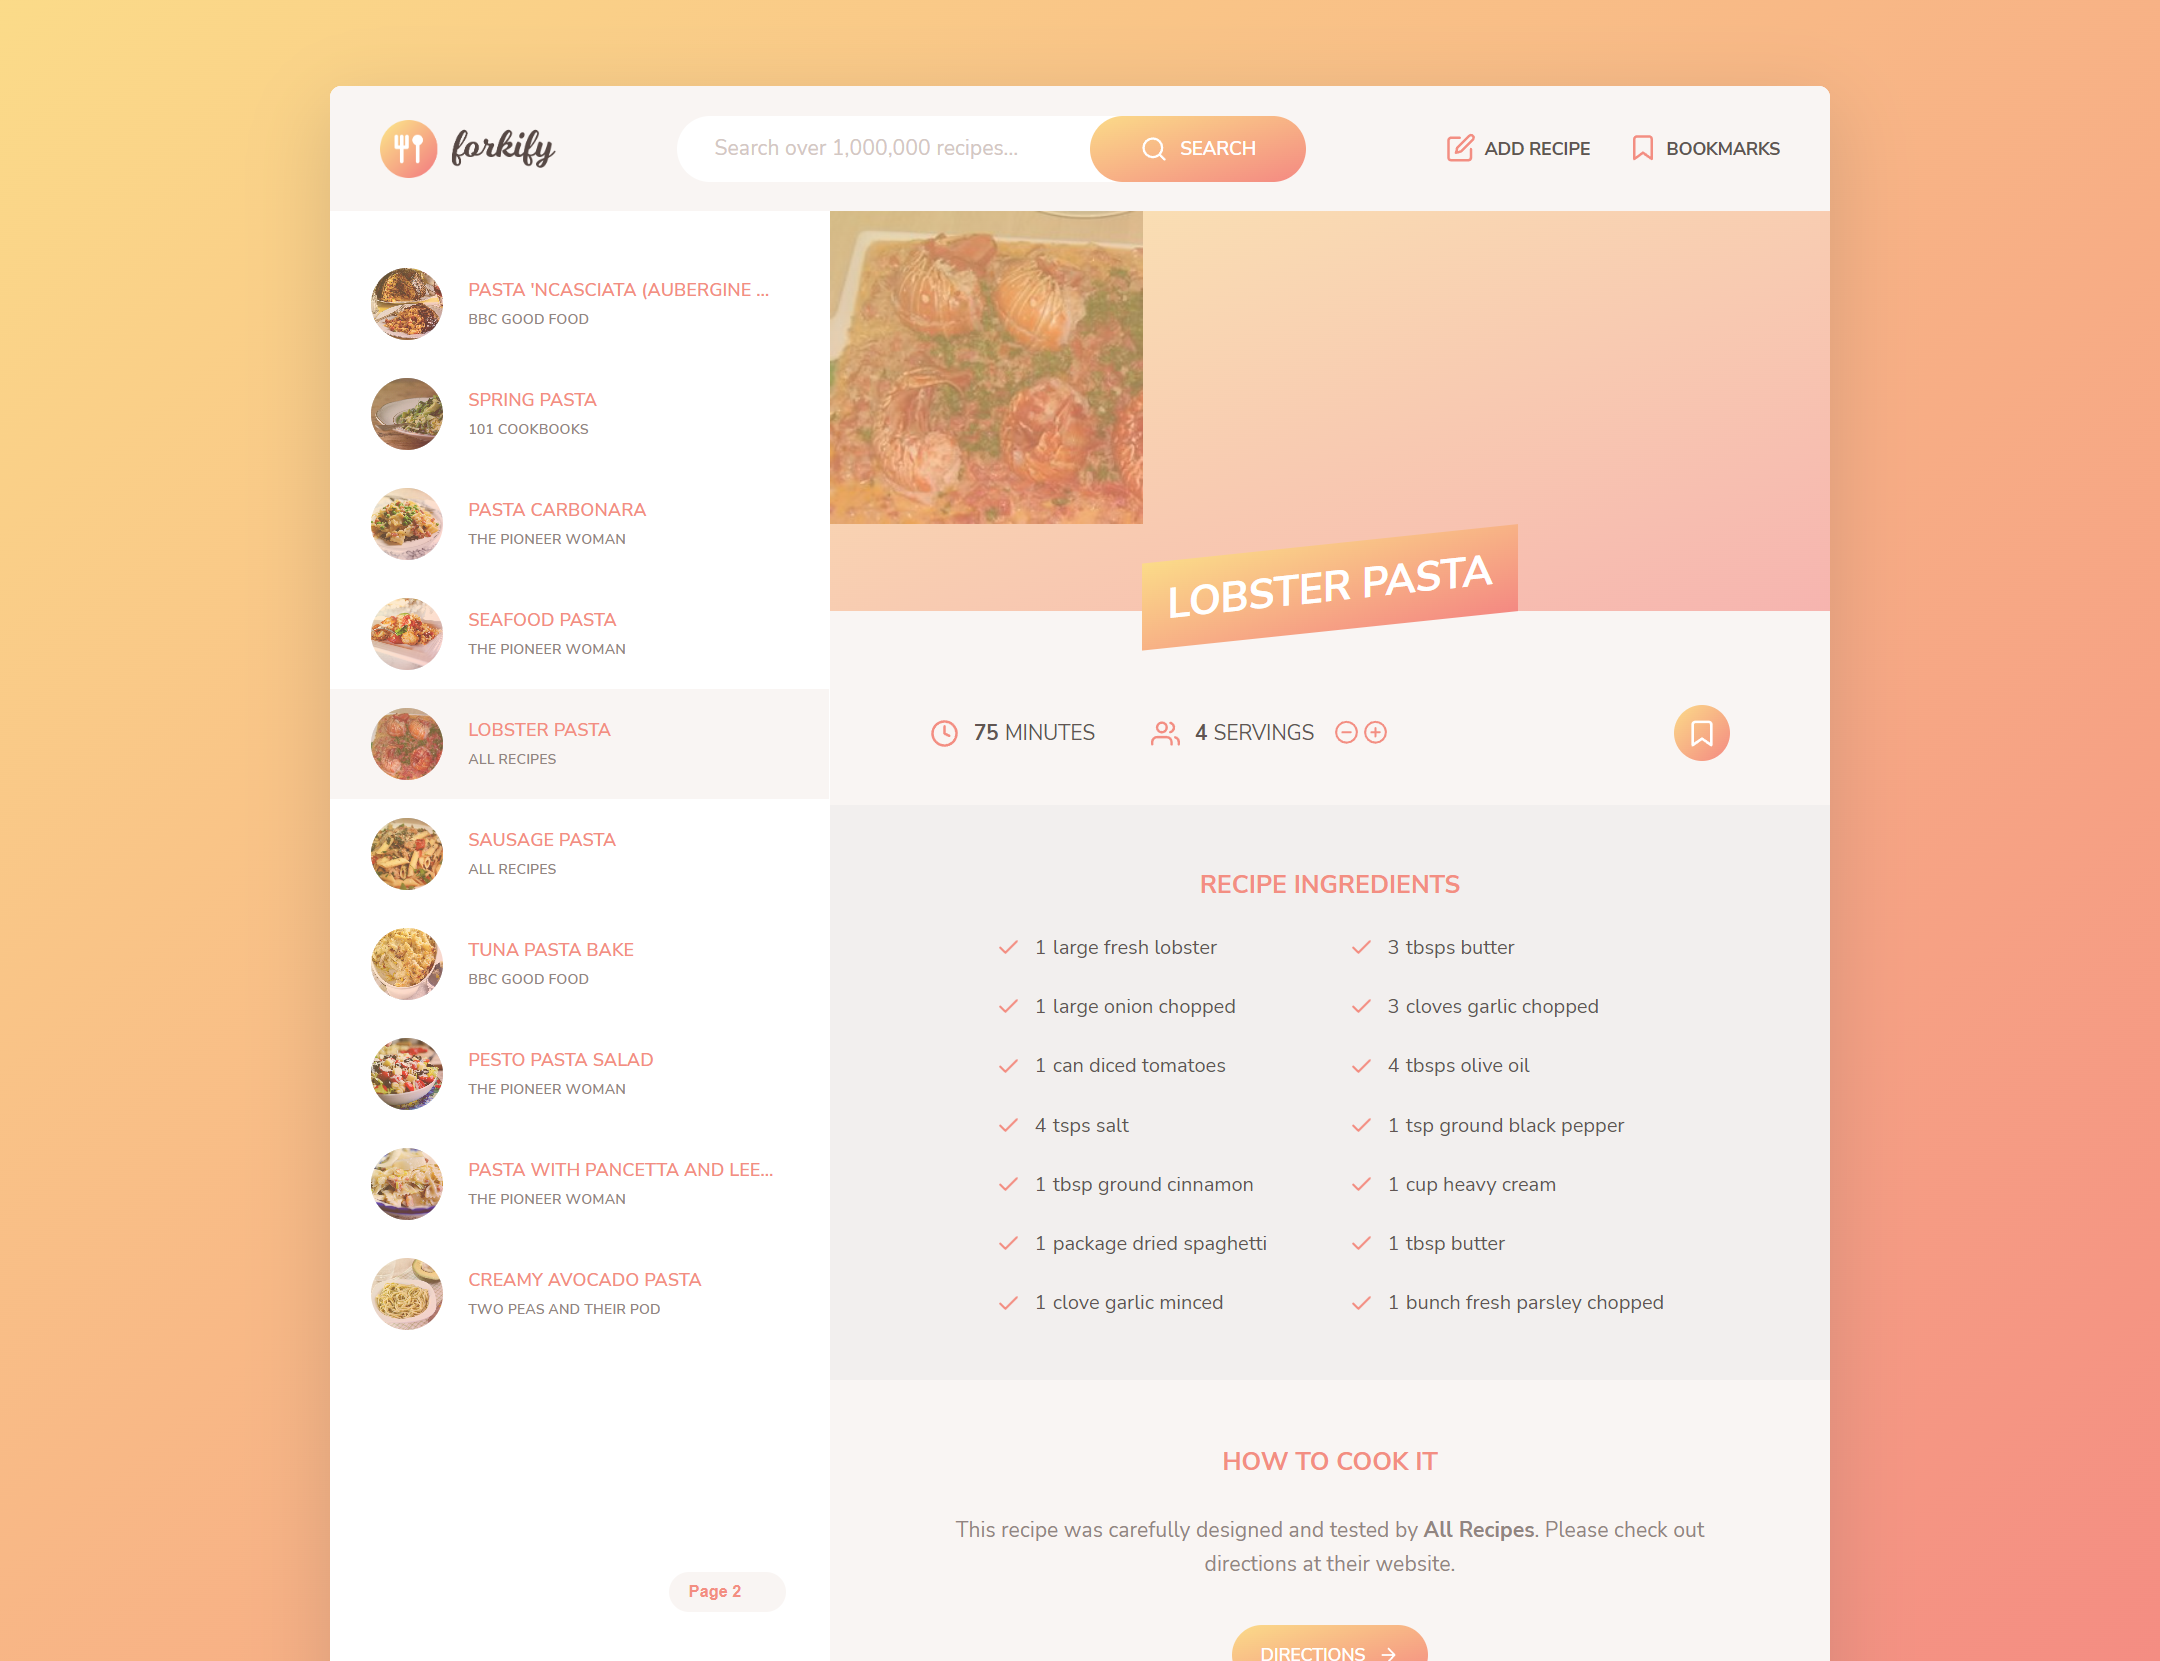 forkify
Search over 1,000,000 recipes...
SEARCH
ADD RECIPE
BOOKMARKS
PASTA 'NCASCIATA (AUBERGINE ...
BBC GOOD FOOD
SPRING PASTA
101 COOKBOOKS
PASTA CARBONARA
THE PIONEER WOMAN
SEAFOOD PASTA
THE PIONEER WOMAN
LOBSTER PASTA
ALL RECIPES
SAUSAGE PASTA
ALL RECIPES
TUNA PASTA BAKE
BBC GOOD FOOD
PESTO PASTA SALAD
THE PIONEER WOMAN
PASTA WITH PANCETTA AND LEE...
THE PIONEER WOMAN
CREAMY AVOCADO PASTA
TWO PEAS AND THEIR POD
Page 2
LOBSTER PASTA
75 MINUTES
4 SERVINGS
RECIPE INGREDIENTS
1 large fresh lobster
3 tbsps butter
1 large onion chopped
3 cloves garlic chopped
1 can diced tomatoes
4 tbsps olive oil
4 tsps salt
1 tsp ground black pepper
1 tbsp ground cinnamon
1 cup heavy cream
1 package dried spaghetti
1 tbsp butter
1 clove garlic minced
1 bunch fresh parsley chopped
HOW TO COOK IT
This recipe was carefully designed and tested by All Recipes. Please check out
directions at their website.
DIRECTIONS